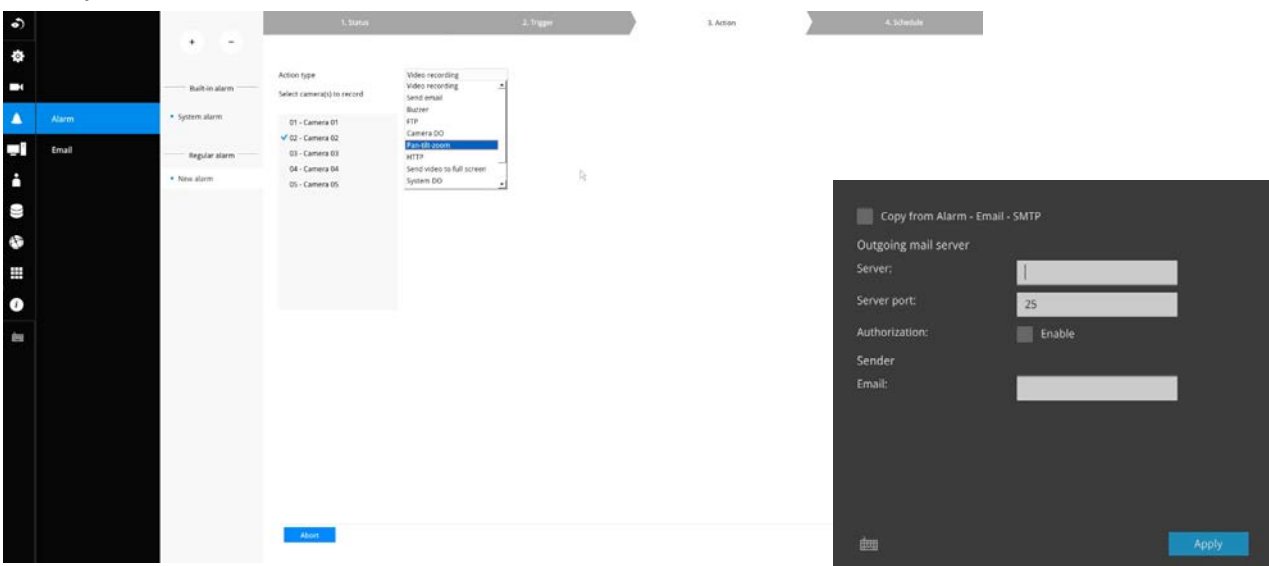 1. Status
2. Trigger
3. Action
4. Schedule
+ -
Built-in alarm
System alarm
Regular alarm
New alarm
Alarm
Email
Action type
Video recording
Select camera(s) to record
Video recording
Send email
Buzzer
FTP
Camera DO
Pan-tilt-zoom
HTTP
Send video to full screen
System DO
01 - Camera 01
02 - Camera 02
03 - Camera 03
04 - Camera 04
05 - Camera 05
Abort
Copy from Alarm - Email - SMTP
Outgoing mail server
Server:
Server port:
25
Authorization:
Enable
Sender
Email:
Apply